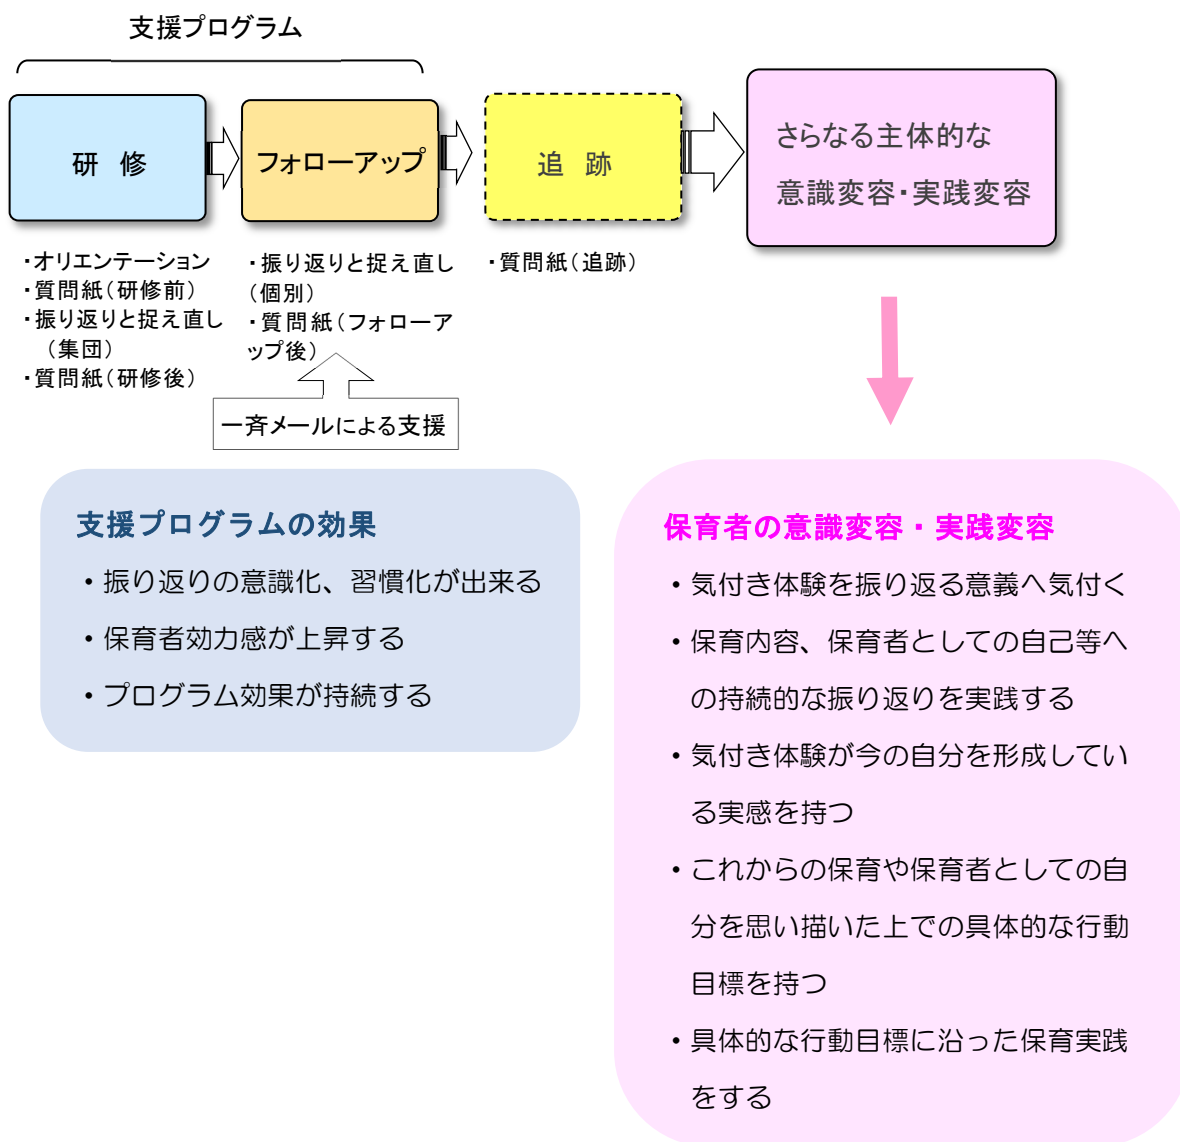 支援プログラム
研 修
フォローアップ
追 跡
さらなる主体的な
意識変容・実践変容
・オリエンテーション
・質問紙（研修前）
・振り返りと捉え直し
（集団）
・質問紙（研修後）
・振り返りと捉え直し
（個別）
・質問紙（フォローア
ップ後）
・質問紙（追跡）
一斉メールによる支援
支援プログラムの効果
・振り返りの意識化、習慣化が出来る
・保育者効力感が上昇する
・プログラム効果が持続する
保育者の意識変容・実践変容
・気付き体験を振り返る意義へ気付く
・保育内容、保育者としての自己等へ
の持続的な振り返りを実践する
・気付き体験が今の自分を形成してい
る実感を持つ
・これからの保育や保育者としての自
分を思い描いた上での具体的な行動
目標を持つ
・具体的な行動目標に沿った保育実践
をする